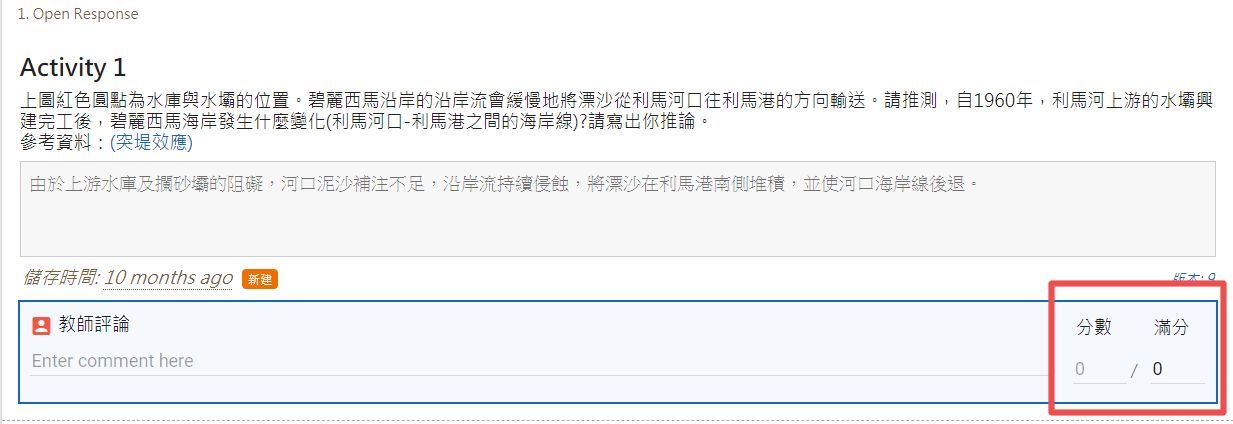 1. Open Response
Activity 1
上圖紅色圓點為水庫與水壩的位置。碧麗西馬沿岸的沿岸流會緩慢地將漂沙從利馬河口往利馬港的方向輸送。請推測，自1960年，利馬河上游的水壩興
建完工後，碧麗西馬海岸發生什麼變化(利馬河口-利馬港之間的海岸線)?請寫出你推論。
參考資料：(突堤效應)
由於上游水庫及攔砂壩的阻礙，河口泥沙補注不足，沿岸流持續侵蝕，將漂沙在利馬港南側堆積，並使河口海岸線後退。
儲存時間: 10 months ago 新建
版本: 9
教師評論
分數 滿分
Enter comment here
0 / 0